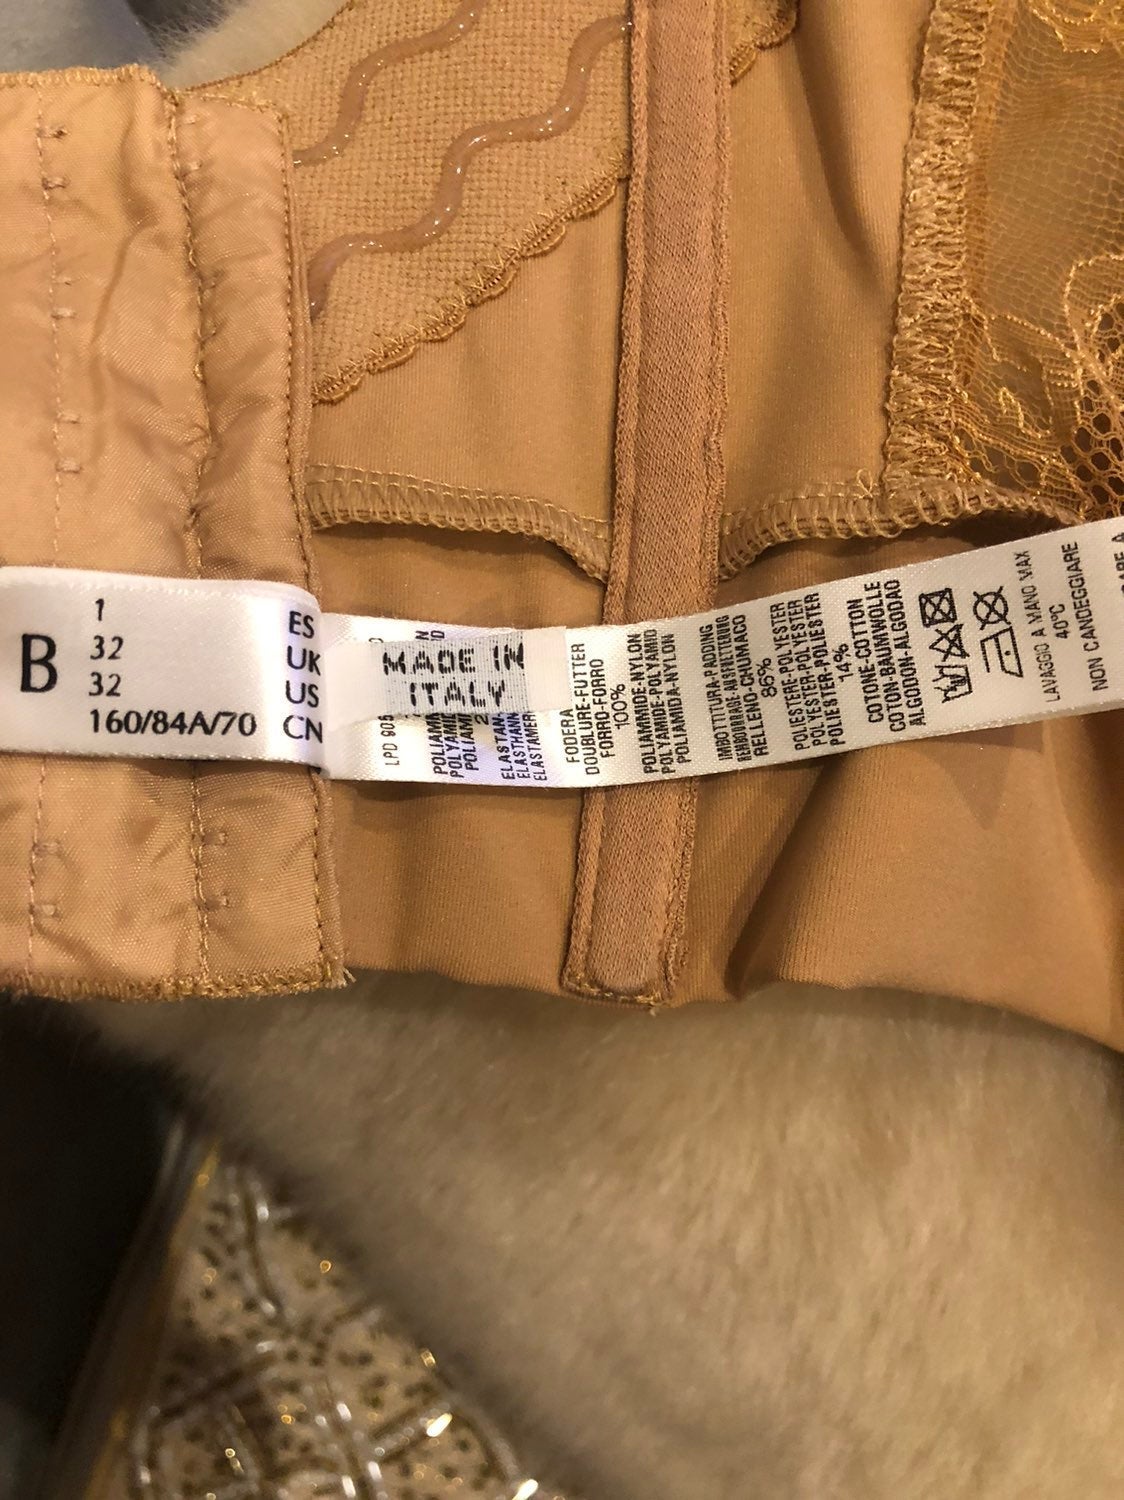 B
1 ES
32 UK
32 US
160/84A/70 CN
MADE IN
ITALY
LPD 905
FODERA
DOUBLURE-FUTTER
FORRO-FORRO
100%
POLIAMMIDE-NYLON
POLYAMIDE-POLYAMID
POLIAMIDA-NYLON
IMBOTTITURA-PADDING
RELLENO-CHUMACO
86%
POLIESTERE-POLYESTER
POLYESTER-POLYESTER
POLIESTER-POLIESTER
14%
COTONE-COTTON
COTON-BAUMWOLLE
ALGODON-ALGODAO
LAVAGGIO A MANO MAX
40°C
NON CANDEGGIARE